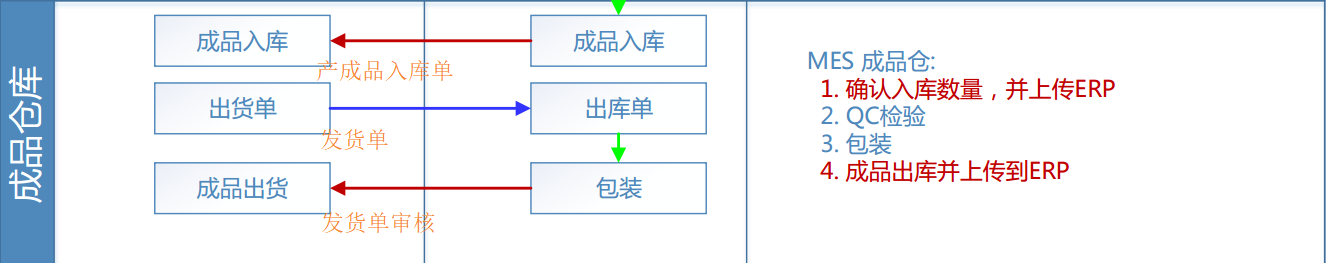 成品仓库
成品入库
成品入库
产成品入库单
出货单
出库单
发货单
成品出货
包装
发货单审核
MES 成品仓:
1. 确认入库数量，并上传ERP
2. QC检验
3. 包装
4. 成品出库并上传到ERP